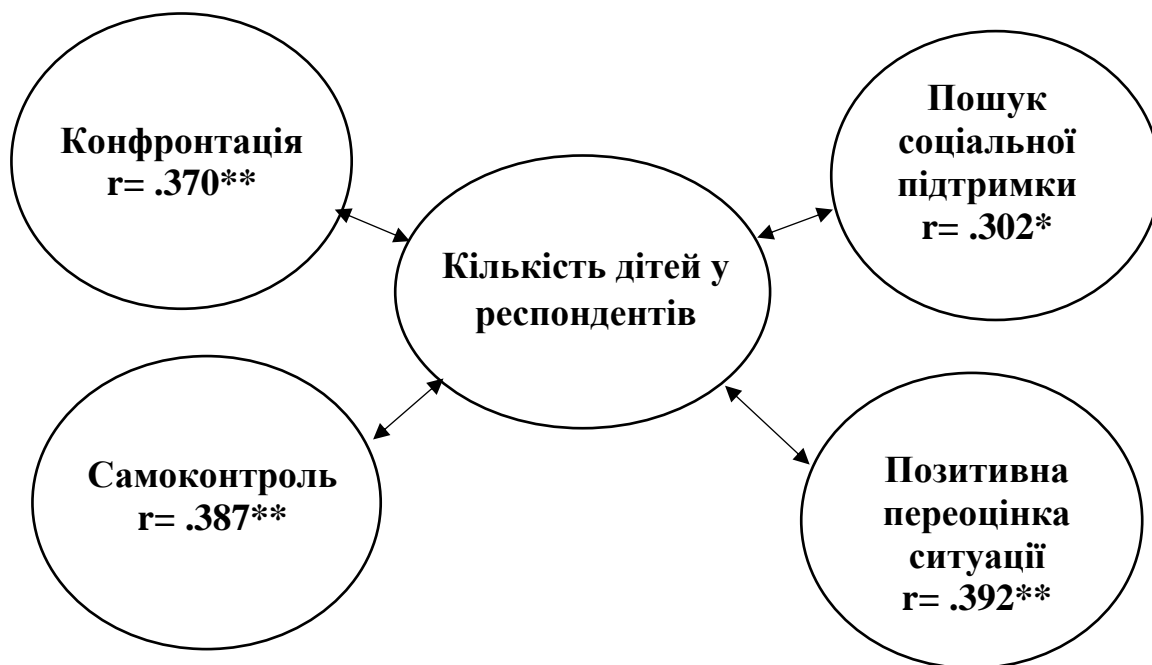 Конфронтація
r= .370**
Пошук
соціальної
підтримки
r= .302*
Кількість дітей у
респондентів
Самоконтроль
r= .387**
Позитивна
переоцінка
ситуації
r= .392**